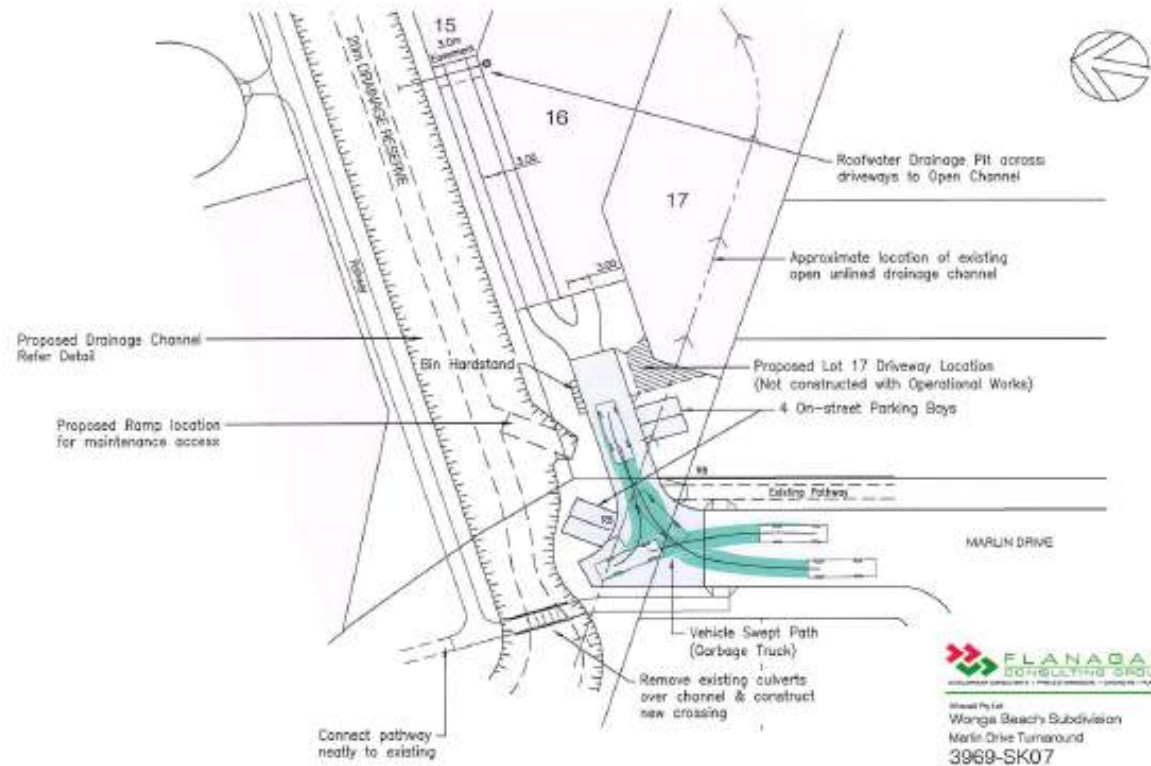 15
3.0m
Easement
20m DRAINAGE RESERVE
16
3.00
Roofwater Drainage Pit across
driveways to Open Channel
17
Pathway
Approximate location of existing
open unlined drainage channel
3.00
Proposed Drainage Channel
Refer Detail
Bin Hardstand
Proposed Lot 17 Driveway Location
(Not constructed with Operational Works)
4 On-street Parking Bays
Proposed Ramp location
for maintenance access
Existing Pathway
MARLIN DRIVE
Vehicle Swept Path
(Garbage Truck)
Remove existing culverts
over channel & construct
new crossing
Connect pathway
neatly to existing
FLANAGA
CONSULTING GROU
Wonga Beach Subdivision
Marlin Drive Turnaround
3969-SK07